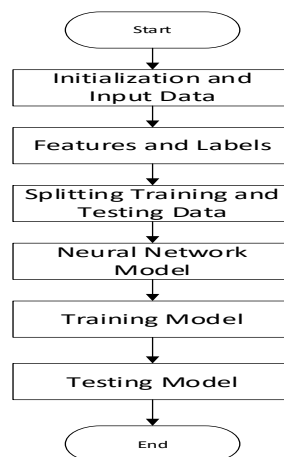 Start
Initialization and
Input Data
Features and Labels
Splitting Training and
Testing Data
Neural Network
Model
Training Model
Testing Model
End